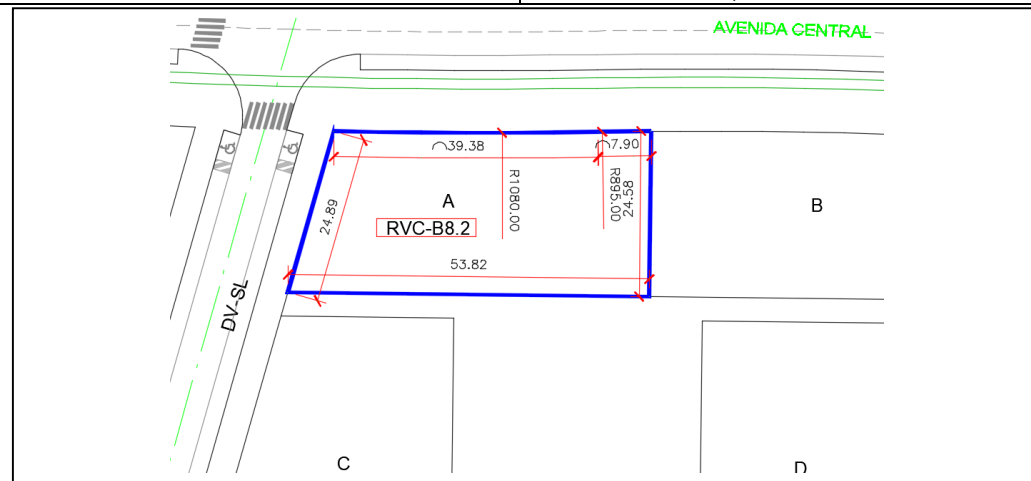 AVENIDA CENTRAL
⌒39.38
⌒7.90
24.89
A
RVC-B8.2
R1080.00
R895.00
24.58
B
53.82
DV-SL
C
D